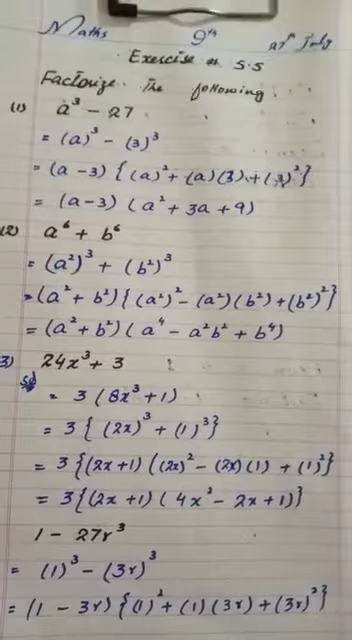 Maths 9th 27th July
Exercise # 5.5
Factorize. The following.
(1) a³ - 27
= (a)³ - (3)³
= (a - 3) {(a)² + (a)(3) + (3)²}
= (a-3) (a² + 3a + 9)
(2) a⁶ + b⁶
= (a²)³ + (b²)³
= (a² + b²) {(a²)² - (a²)(b²) + (b²)²}
= (a² + b²) (a⁴ - a²b² + b⁴)
3) 24x³ + 3
Sol
= 3 (8x³ + 1)
= 3 { (2x)³ + (1)³}
= 3 {(2x+1) ((2x)² - (2x)(1) + (1)²}
= 3 {(2x+1) (4x² - 2x + 1)}
1 - 27r³
= (1)³ - (3r)³
= (1 - 3r) {(1)² + (1)(3r) + (3r)²}